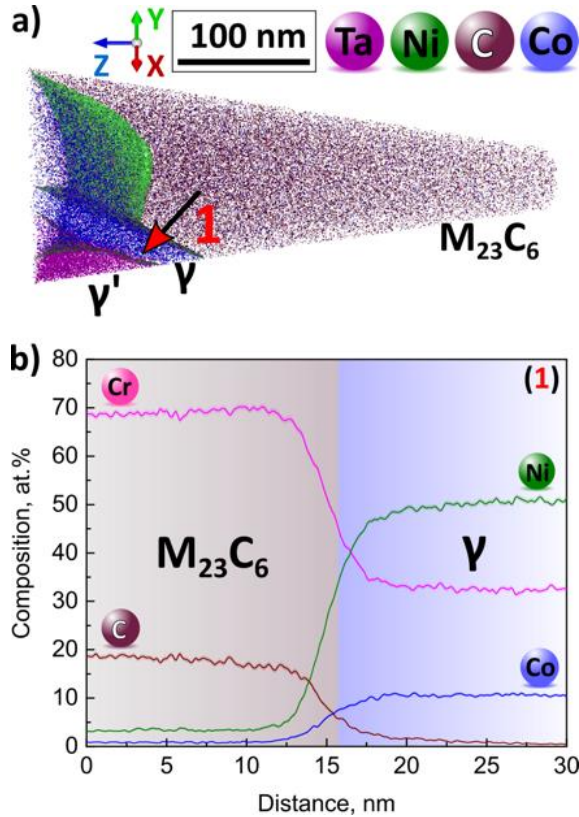 a)
Y
Z
X
100 nm
Ta Ni C Co
1
M23C6
γ
γ'
b)
Composition, at.%
80
70
60
50
40
30
20
10
0
Cr
(1)
Ni
M23C6
γ
C
Co
0 5 10 15 20 25 30
Distance, nm